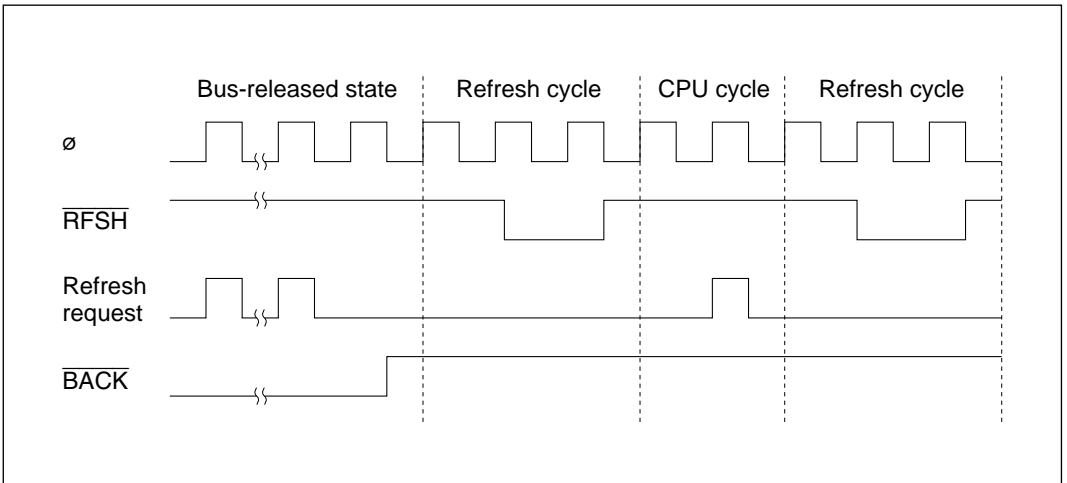 Bus-released state Refresh cycle CPU cycle Refresh cycle
ø
RFSH
Refresh
request
BACK